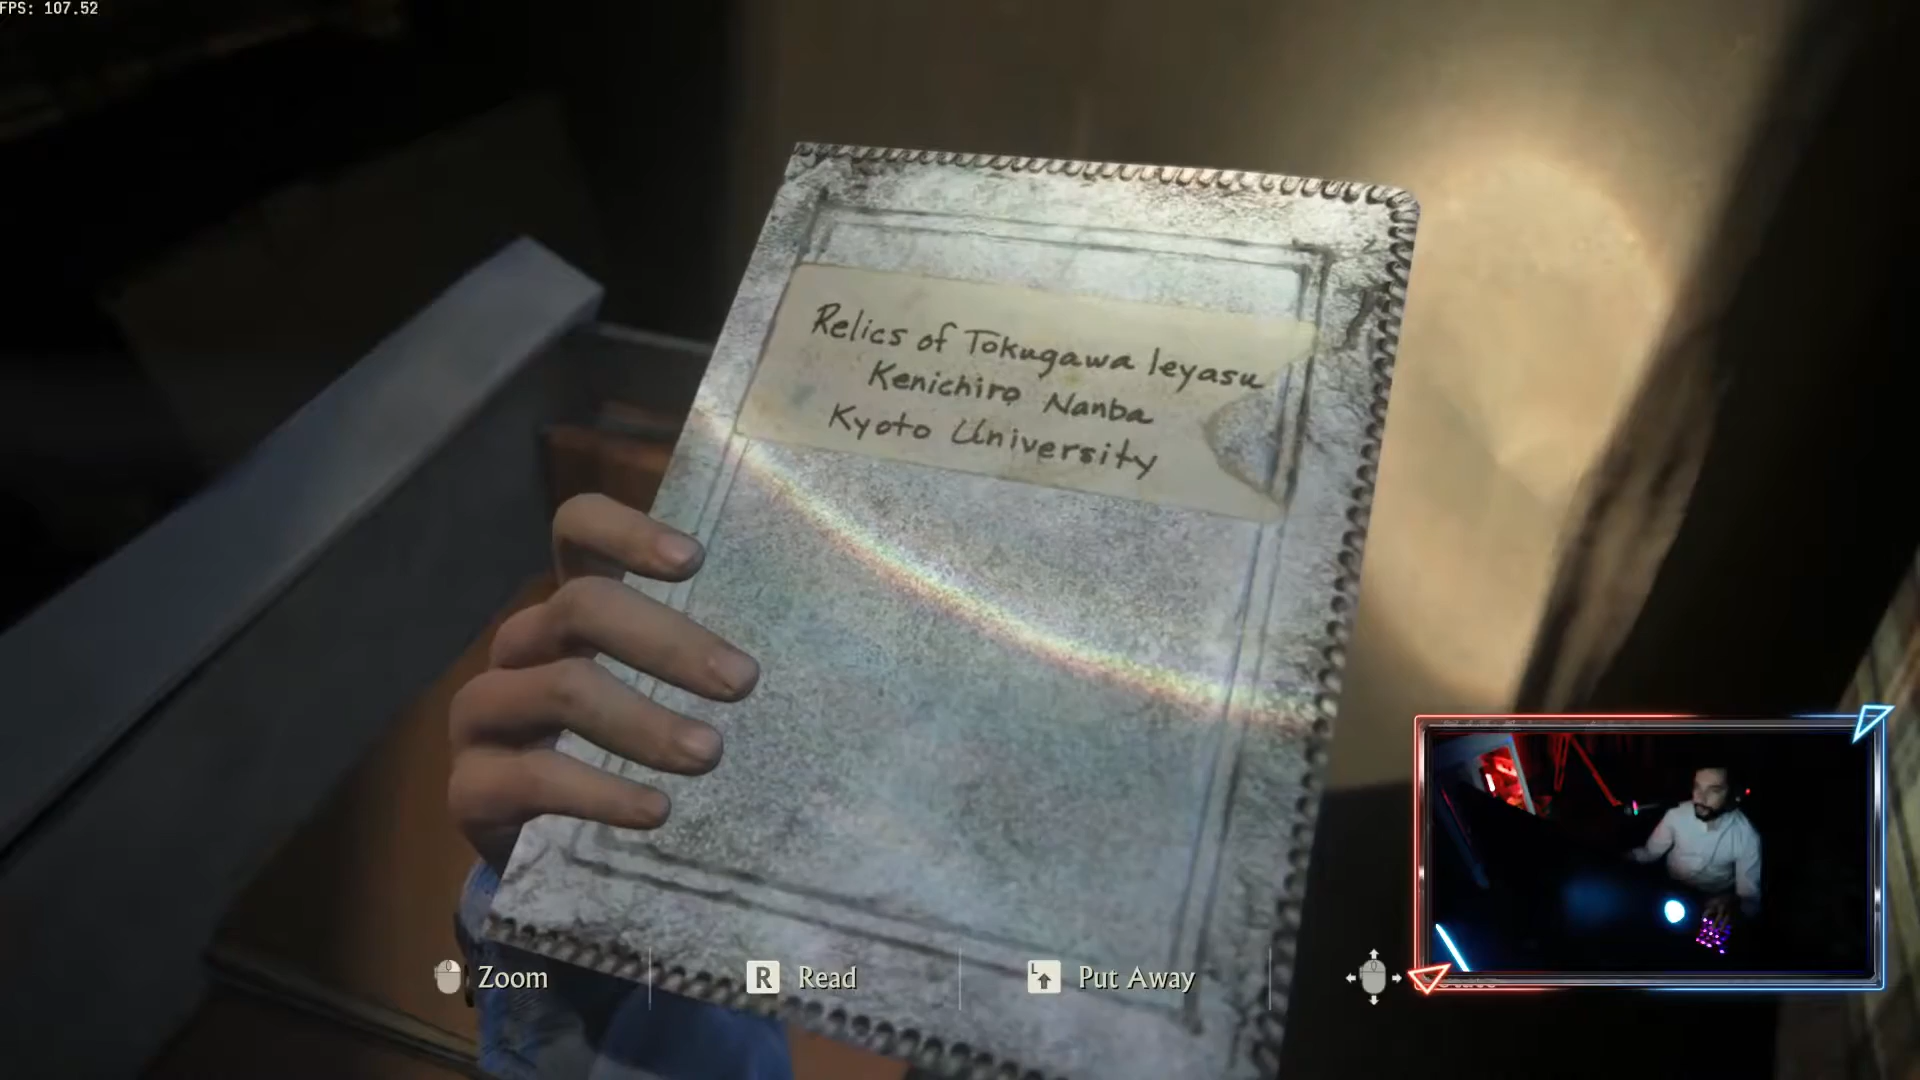 FPS: 107.52
Relics of Tokugawa Ieyasu
Kenichiro Nanba
Kyoto University
Zoom
R Read
L Put Away